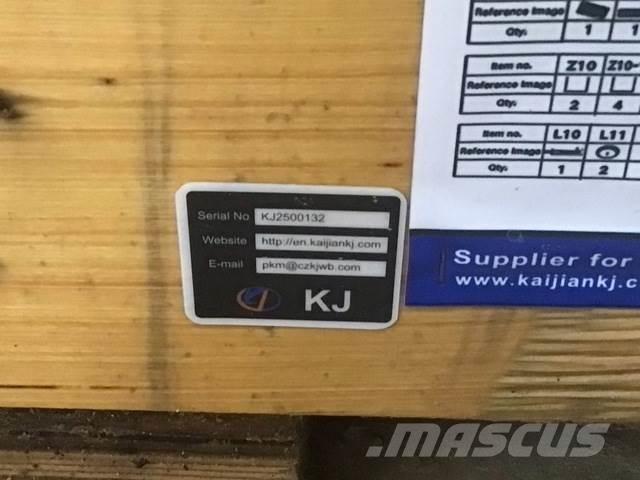 Reference Image
Qty. 1 1
Item no. Z10 Z10-
Reference Image
Qty. 2 4
Item no. L10 L11
Reference Image
Qty. 1 2
Serial No KJ2500132
Website http://en.kaijiankj.com
E-mail pkm@czkjwb.com
KJ
Supplier for
www.kaijiankj.c
MASCUS